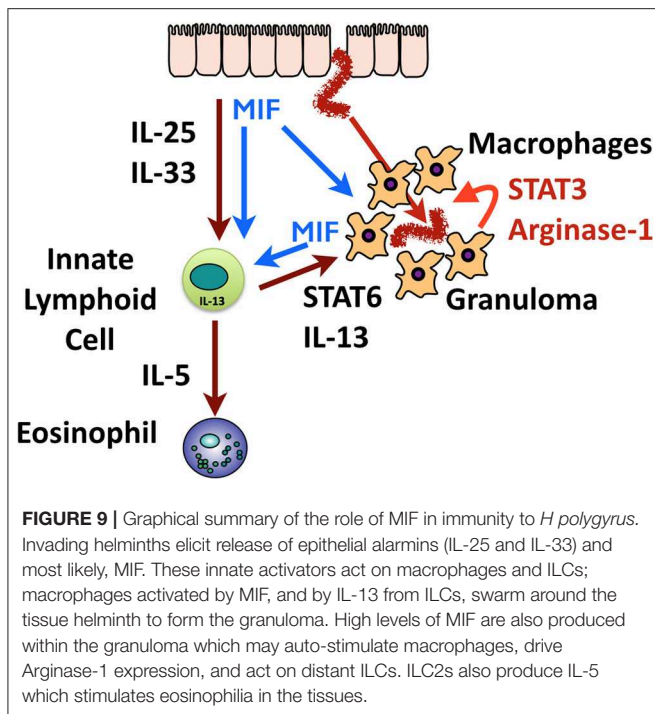 IL-25
IL-33
MIF
Macrophages
STAT3
Arginase-1
MIF
Innate
Lymphoid
Cell
IL-13
STAT6
IL-13
Granuloma
IL-5
Eosinophil
FIGURE 9 | Graphical summary of the role of MIF in immunity to H polygyrus.
Invading helminths elicit release of epithelial alarmins (IL-25 and IL-33) and
most likely, MIF. These innate activators act on macrophages and ILCs;
macrophages activated by MIF, and by IL-13 from ILCs, swarm around the
tissue helminth to form the granuloma. High levels of MIF are also produced
within the granuloma which may auto-stimulate macrophages, drive
Arginase-1 expression, and act on distant ILCs. ILC2s also produce IL-5
which stimulates eosinophilia in the tissues.